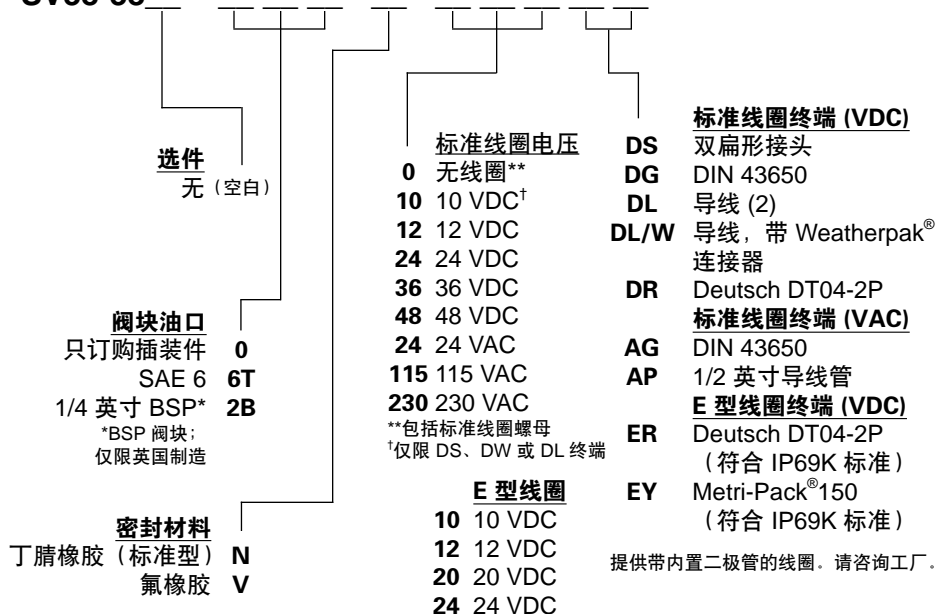 选件
无（空白）
阀块油口
只订购插装件 0
SAE 6 6T
1/4 英寸 BSP* 2B
*BSP 阀块；
仅限英国制造
密封材料
丁腈橡胶（标准型） N
氟橡胶 V
标准线圈电压
0 无线圈**
10 10 VDC†
12 12 VDC
24 24 VDC
36 36 VDC
48 48 VDC
24 24 VAC
115 115 VAC
230 230 VAC
**包括标准线圈螺母
†仅限 DS、DW 或 DL 终端
E 型线圈
10 10 VDC
12 12 VDC
20 20 VDC
24 24 VDC
标准线圈终端 (VDC)
DS 双扁形接头
DG DIN 43650
DL 导线 (2)
DL/W 导线，带 Weatherpak®
连接器
DR Deutsch DT04-2P
标准线圈终端 (VAC)
AG DIN 43650
AP 1/2 英寸导线管
E 型线圈终端 (VDC)
ER Deutsch DT04-2P
（符合 IP69K 标准）
EY Metri-Pack®150
（符合 IP69K 标准）
提供带内置二极管的线圈。请咨询工厂。